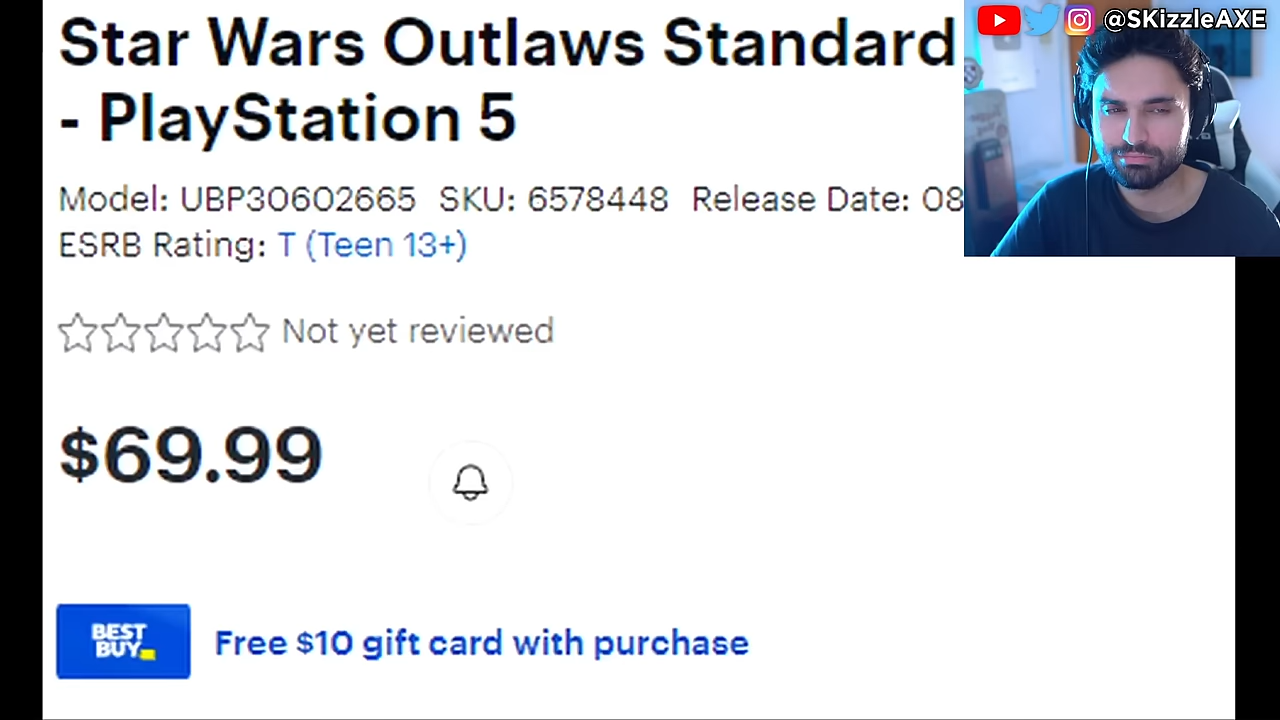 Star Wars Outlaws Standard
- PlayStation 5
@SKizzleAXE
Model: UBP30602665 SKU: 6578448 Release Date: 08
ESRB Rating: T (Teen 13+)
Not yet reviewed
$69.99
BEST
BUY
Free $10 gift card with purchase